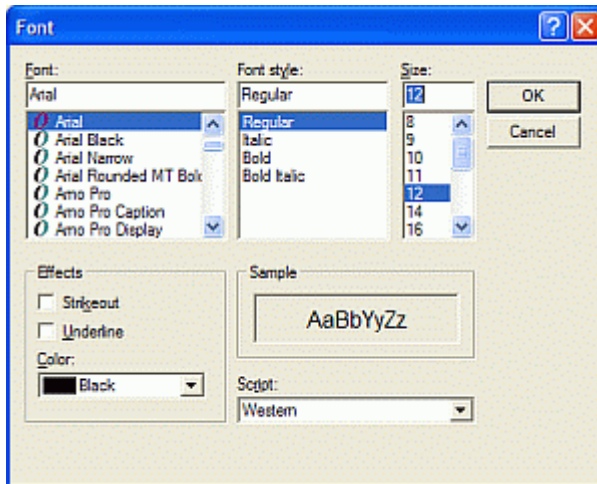 Font
Font: Font style: Size:
Arial Regular 12
Arial Regular 8
Arial Black Italic 9
Arial Narrow Bold 10
Arial Rounded MT Bold Bold Italic 11
Arno Pro 12
Arno Pro Caption 14
Arno Pro Display 16
OK
Cancel
Effects
Strikeout
Underline
Color:
Black
Sample
AaBbYyZz
Script:
Western